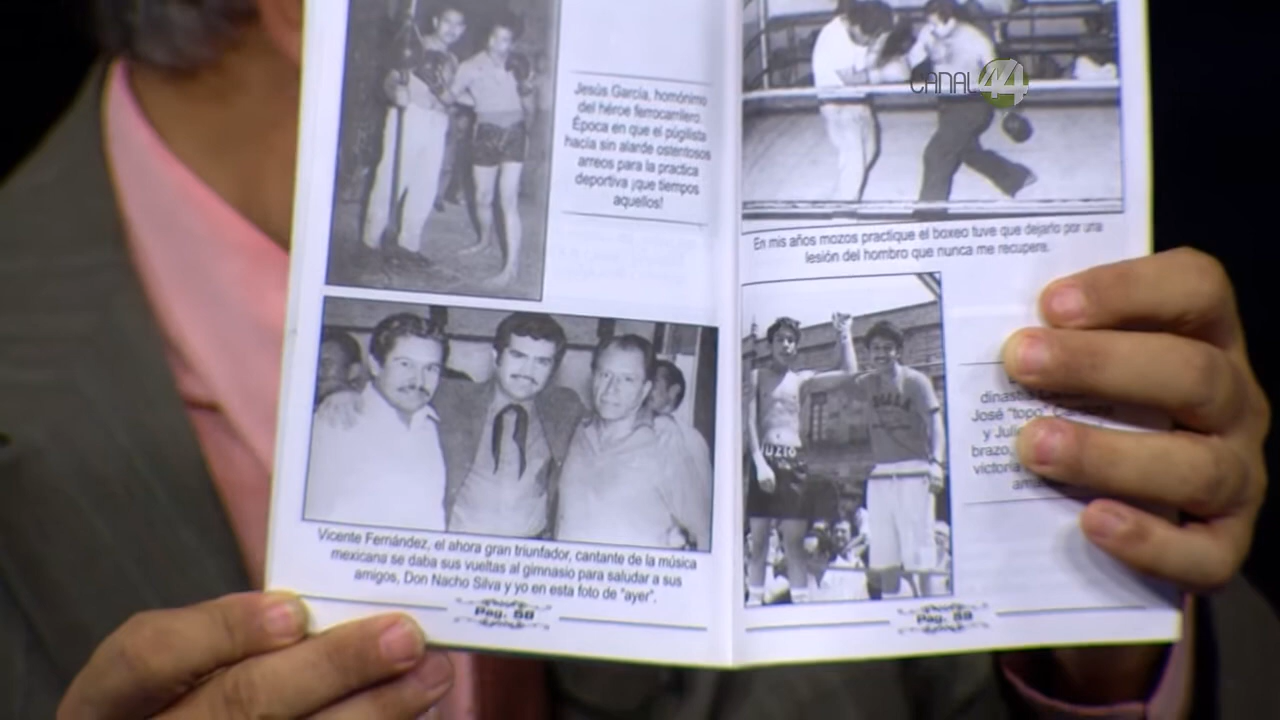 CANAL 44
Jesús García, homónimo
del héroe ferrocarrilero.
Época en que el púgilista
hacía sin alarde ostentosos
arreos para la practica
deportiva ¡que tiempos
aquellos!
Vicente Fernández, el ahora gran triunfador, cantante de la música
mexicana se daba sus vueltas al gimnasio para saludar a sus
amigos, Don Nacho Silva y yo en esta foto de "ayer".
Pag. 58
En mis años mozos practique el boxeo tuve que dejarlo por una
lesión del hombro que nunca me recupere.
José "topo"
y
brazo,
victoria
Pag. 59